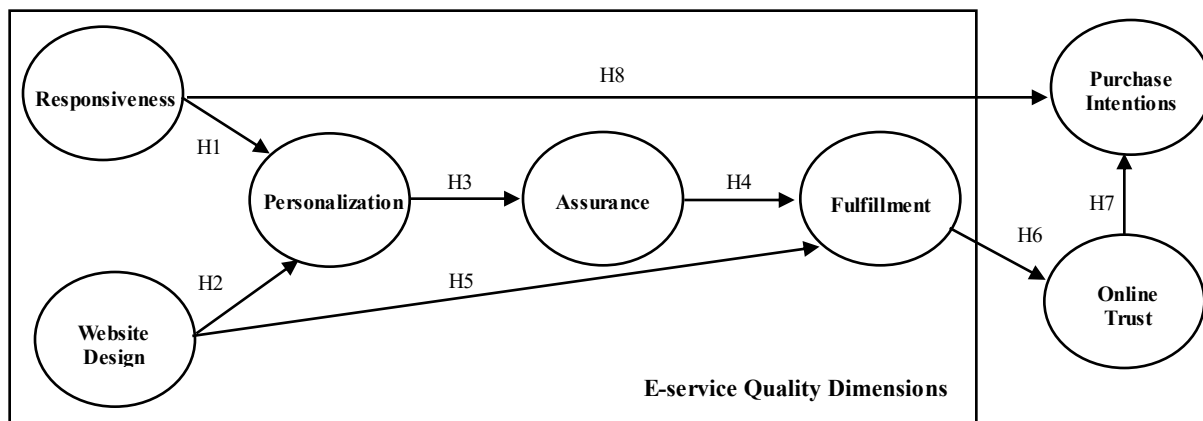 H8
Purchase
Intentions
Responsiveness
H1
Personalization
H3
Assurance
H4
Fulfillment
H7
H6
H2
H5
Online
Trust
Website
Design
E-service Quality Dimensions